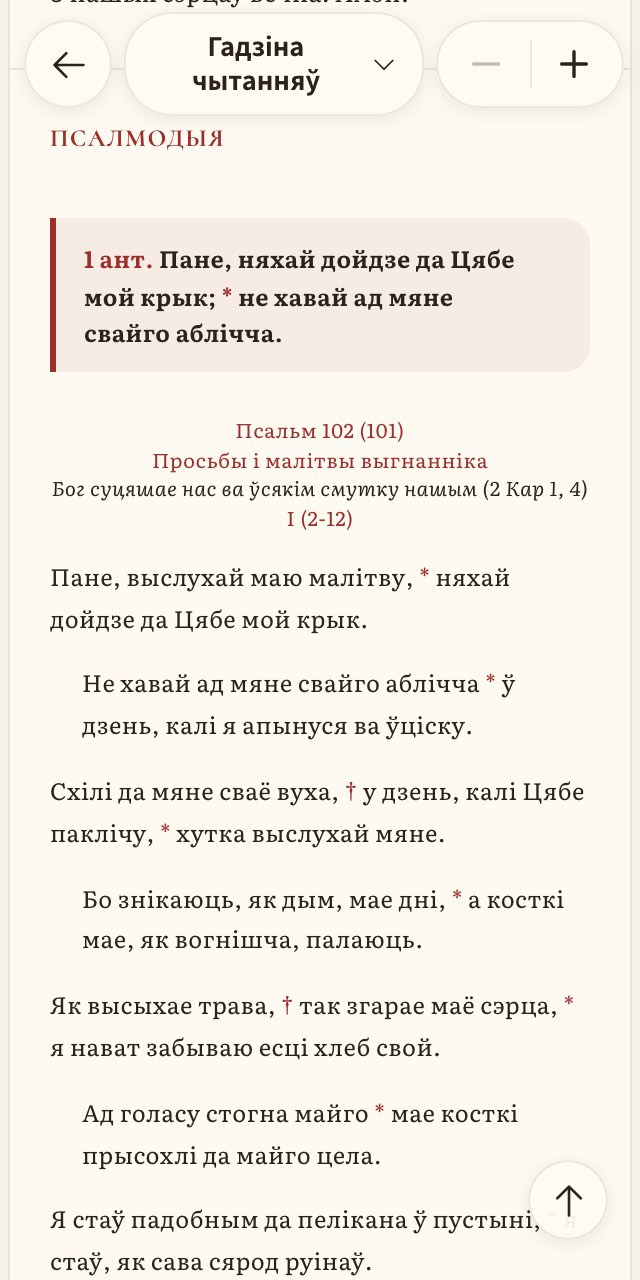 Гадзіна
чытанняў
ПСАЛМОДЫЯ
1 ант. Пане, няхай дойдзе да Цябе
мой крык; * не хавай ад мяне
свайго аблічча.
Псальм 102 (101)
Просьбы і малітвы выгнанніка
Бог суцяшае нас ва ўсякім смутку нашым (2 Кар 1, 4)
I (2-12)
Пане, выслухай маю малітву, * няхай
дойдзе да Цябе мой крык.
Не хавай ад мяне свайго аблічча * ў
дзень, калі я апынуся ва ўціску.
Схілі да мяне сваё вуха, † у дзень, калі Цябе
паклічу, * хутка выслухай мяне.
Бо знікаюць, як дым, мае дні, * а косткі
мае, як вогнішча, палаюць.
Як высыхае трава, † так згарае маё сэрца, *
я нават забываю есці хлеб свой.
Ад голасу стогна майго * мае косткі
прысохлі да майго цела.
Я стаў падобным да пелікана ў пустыні, * я
стаў, як сава сярод руінаў.